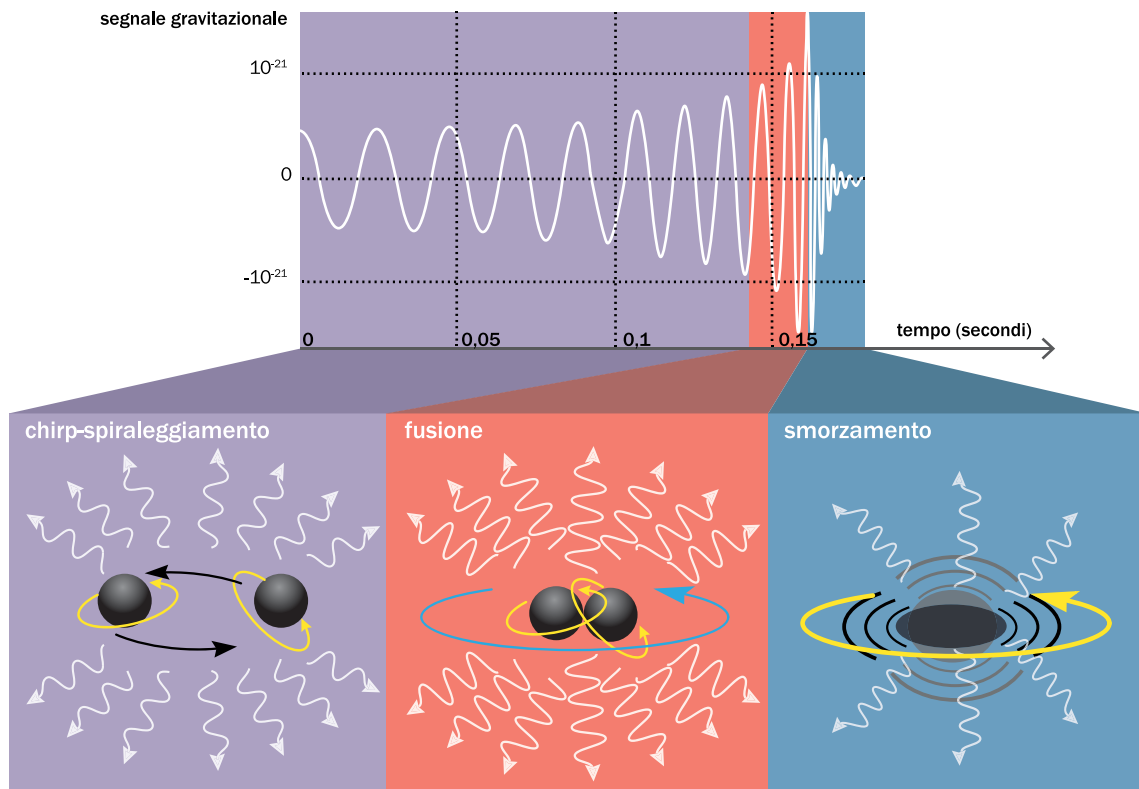 segnale gravitazionale
10⁻²¹
0
-10⁻²¹
0
0,05
0,1
0,15
tempo (secondi)
chirp-spiraleggiamento
fusione
smorzamento